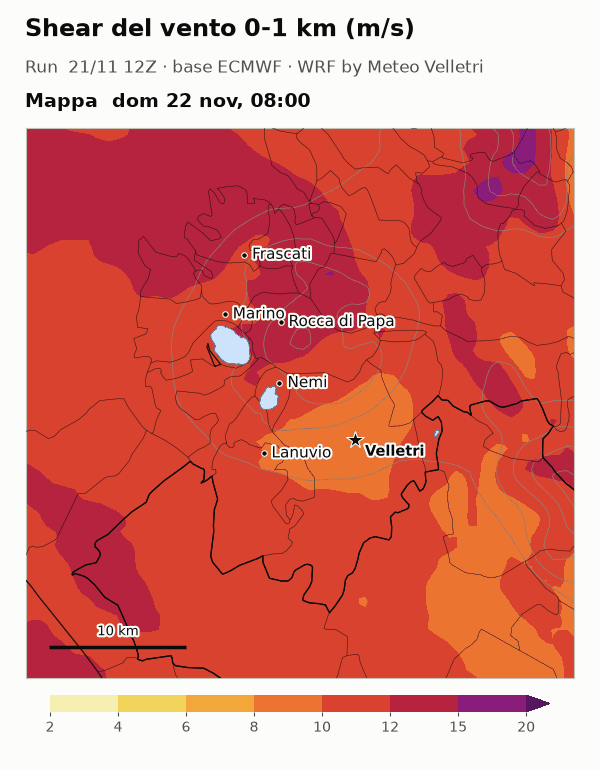 Shear del vento 0-1 km (m/s)
Run 21/11 12Z · base ECMWF · WRF by Meteo Velletri
Mappa dom 22 nov, 08:00
Frascati
Marino
Rocca di Papa
Nemi
Velletri
Lanuvio
10 km
2 4 6 8 10 12 15 20